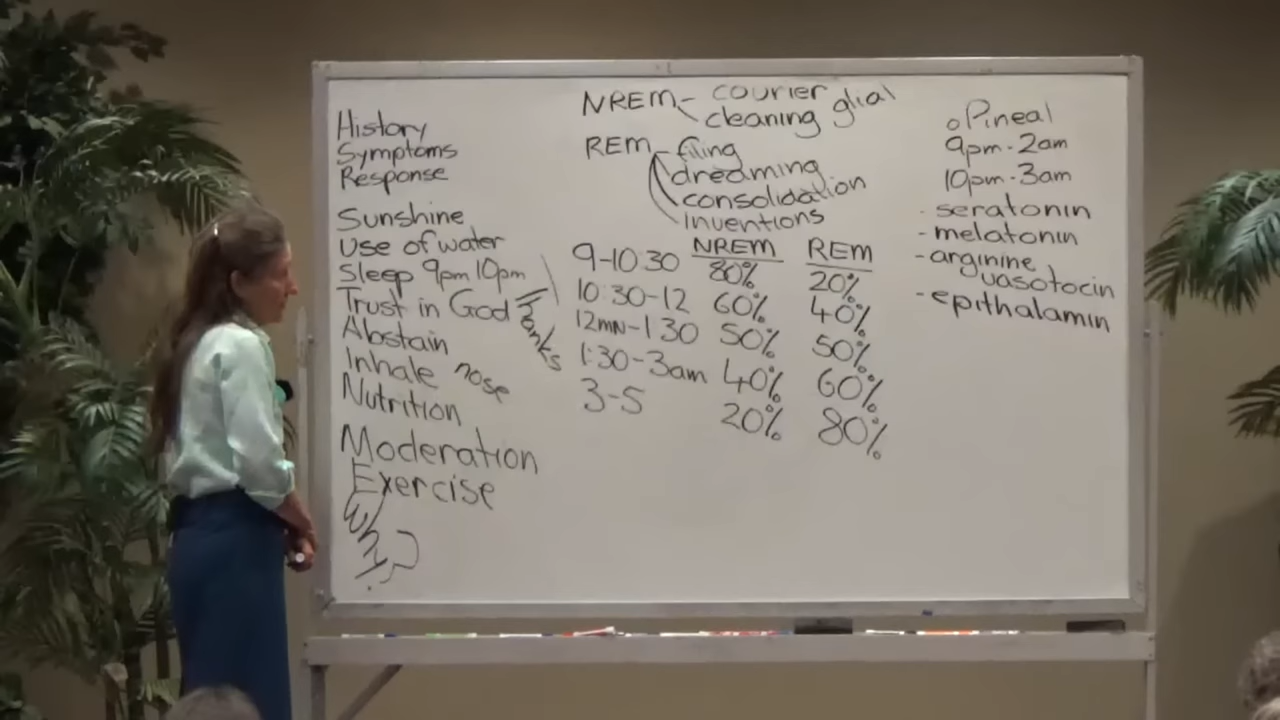 History
Symptoms
Response
Sunshine
Use of water
Sleep 9pm 10pm
Trust in God
Thanks
Abstain
Inhale nose
Nutrition
Moderation
Exercise
Why?
NREM - courier
cleaning glial
REM - filing
dreaming
consolidation
inventions
NREM REM
9-10:30 80% 20%
10:30-12 60% 40%
12MN-1 30 50% 50%
1:30-3am 40% 60%
3-5 20% 80%
Pineal
9pm-2am
10pm-3am
- seratonin
- melatonin
- arginine
vasotocin
- epithalamin